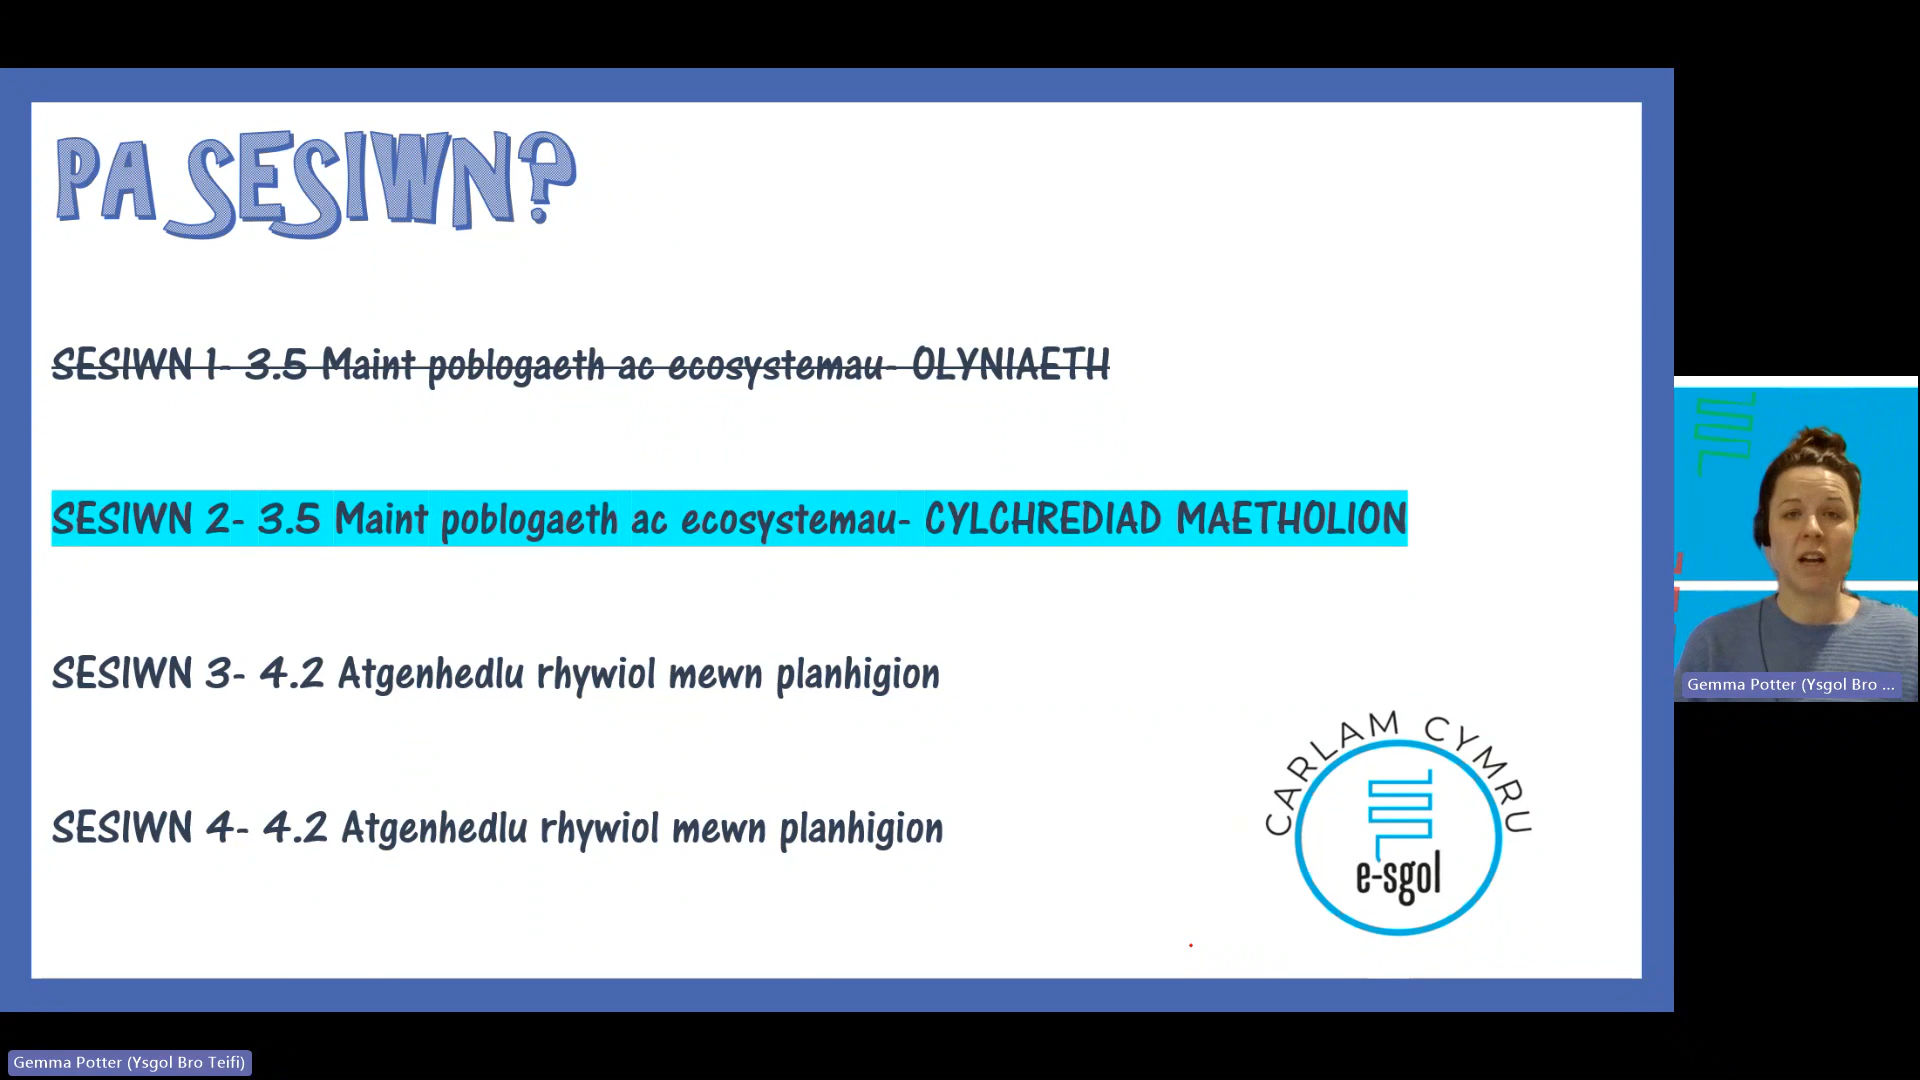 PA SESIWN?
SESIWN 1- 3.5 Maint poblogaeth ac ecosystemau- OLYNIAETH
SESIWN 2- 3.5 Maint poblogaeth ac ecosystemau- CYLCHREDIAD MAETHOLION
SESIWN 3- 4.2 Atgenhedlu rhywiol mewn planhigion
SESIWN 4- 4.2 Atgenhedlu rhywiol mewn planhigion
CARLAM CYMRU
e-sgol
Gemma Potter (Ysgol Bro ...
Gemma Potter (Ysgol Bro Teifi)